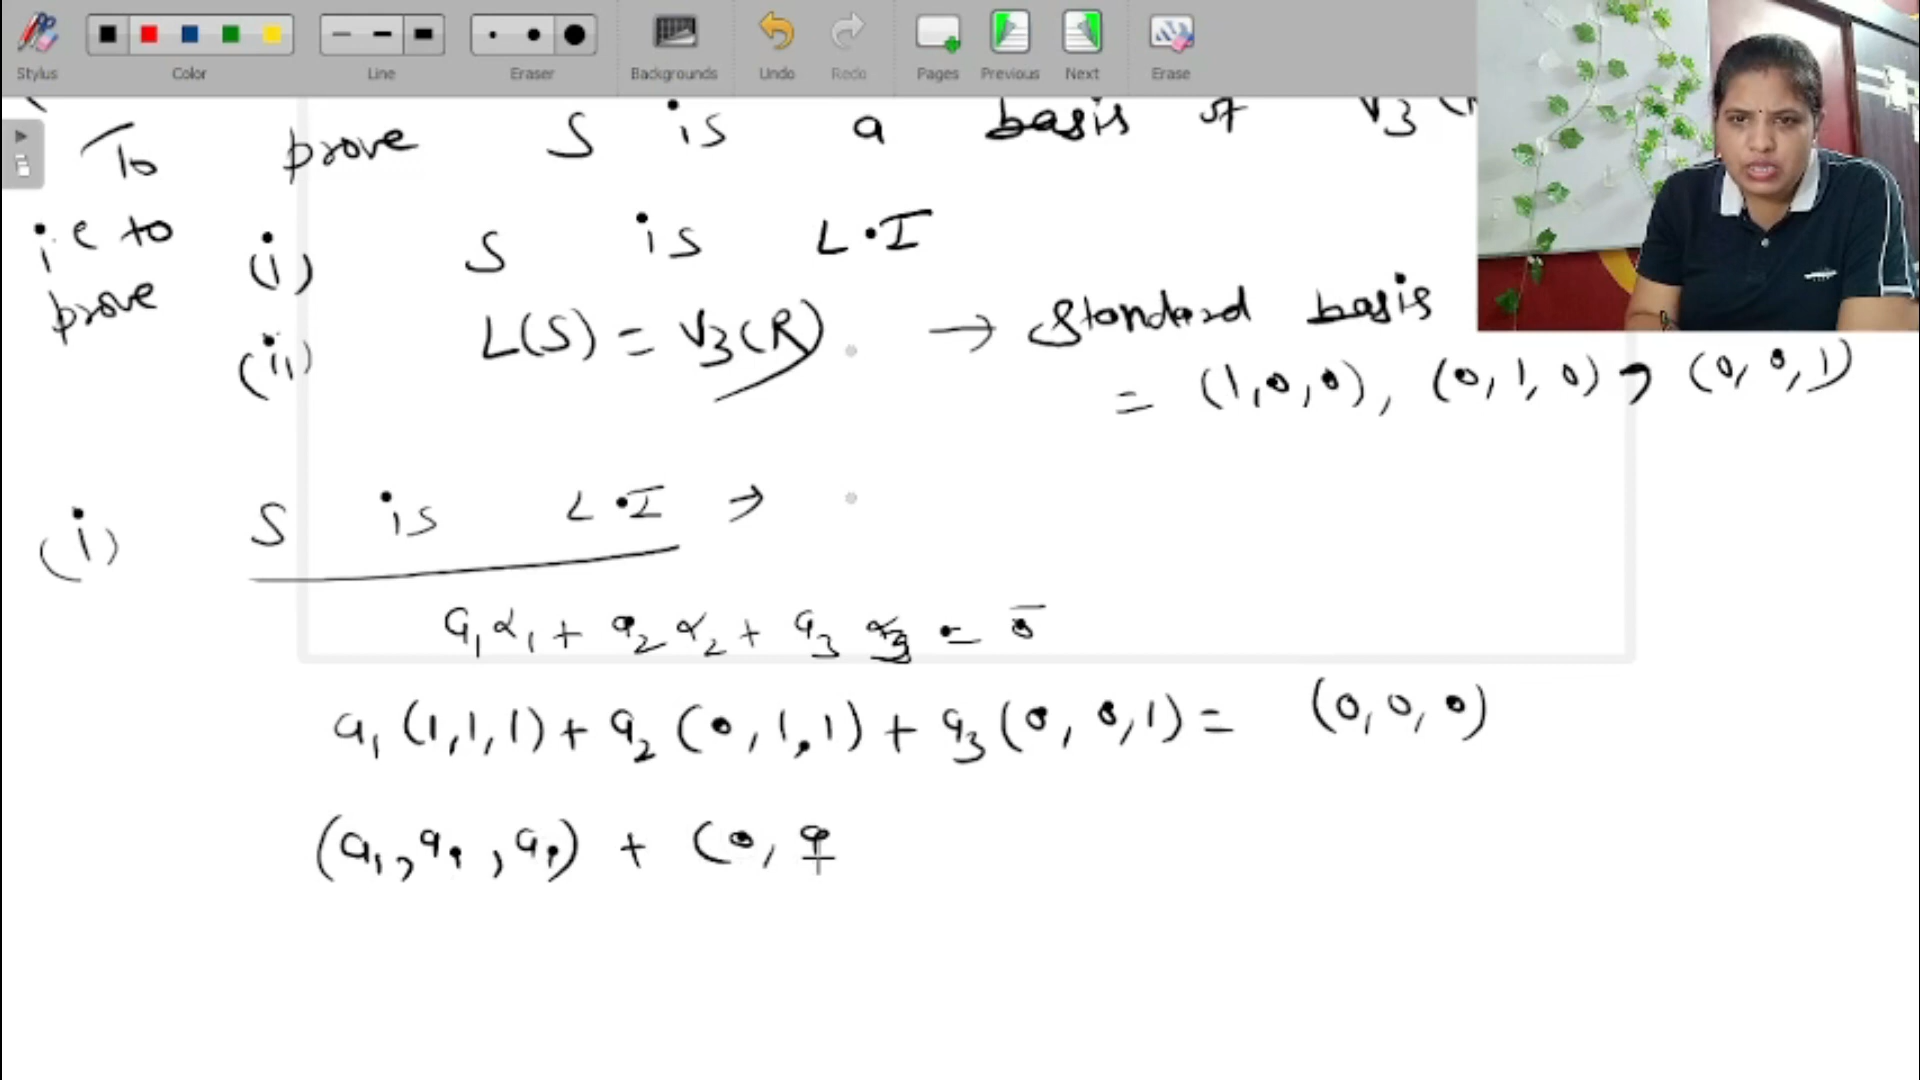 Stylus Color Line Eraser Backgrounds Undo Redo Pages Previous Next Erase
To prove S is a basis of V3(
i.e to prove (i) S is L.I
(ii) L(S) = V3(R) → Standard basis
= (1,0,0), (0,1,0), (0,0,1)
(i) S is L.I ⇒
a1α1 + a2α2 + a3α3 = 0̅
a1(1,1,1) + a2(0,1,1) + a3(0,0,1) = (0,0,0)
(a1, a1, a1) + (0, a